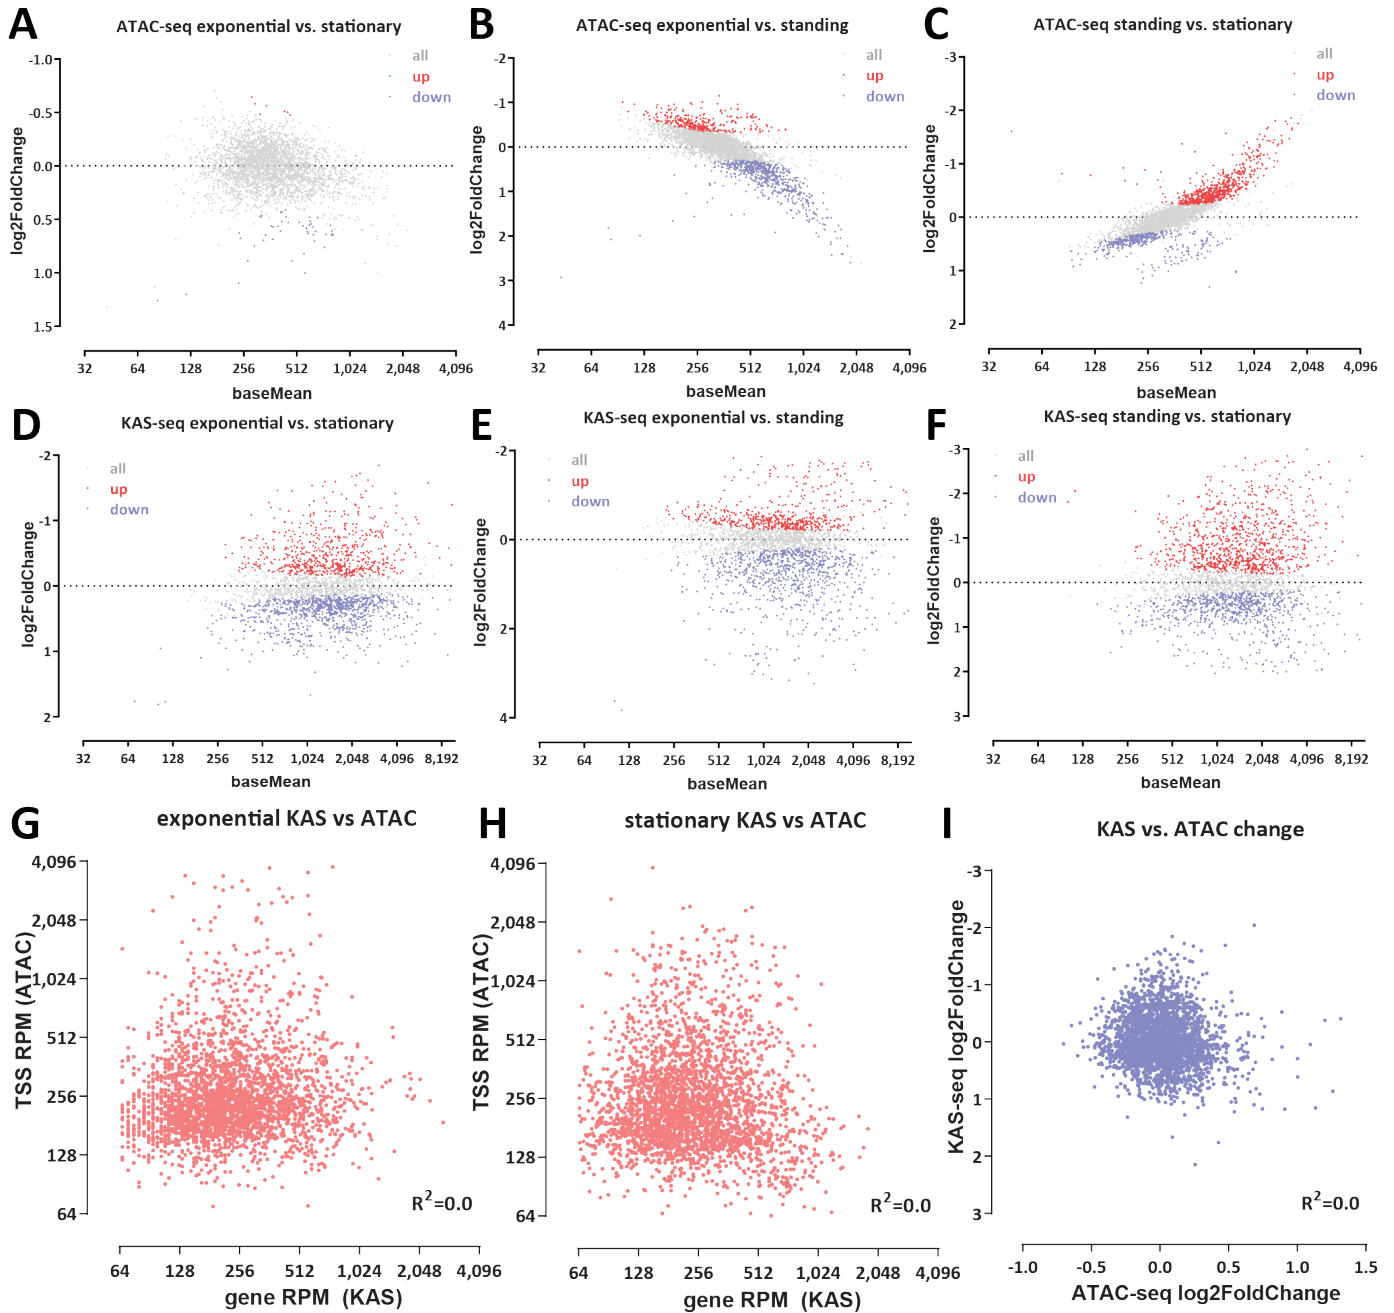 A
ATAC-seq exponential vs. stationary
all
up
down
-1.0
-0.5
0.0
0.5
1.0
1.5
log2FoldChange
32 64 128 256 512 1,024 2,048 4,096
baseMean
B
ATAC-seq exponential vs. standing
all
up
down
-2
-1
0
1
2
3
4
log2FoldChange
32 64 128 256 512 1,024 2,048 4,096
baseMean
C
ATAC-seq standing vs. stationary
all
up
down
-3
-2
-1
0
1
2
log2FoldChange
32 64 128 256 512 1,024 2,048 4,096
baseMean
D
KAS-seq exponential vs. stationary
all
up
down
-2
-1
0
1
2
log2FoldChange
32 64 128 256 512 1,024 2,048 4,096 8,192
baseMean
E
KAS-seq exponential vs. standing
all
up
down
-2
0
2
4
log2FoldChange
32 64 128 256 512 1,024 2,048 4,096 8,192
baseMean
F
KAS-seq standing vs. stationary
all
up
down
-3
-2
-1
0
1
2
3
log2FoldChange
32 64 128 256 512 1,024 2,048 4,096 8,192
baseMean
G
exponential KAS vs ATAC
4,096
2,048
1,024
512
256
128
64
TSS RPM (ATAC)
R²=0.0
64 128 256 512 1,024 2,048 4,096
gene RPM (KAS)
H
stationary KAS vs ATAC
4,096
2,048
1,024
512
256
128
64
TSS RPM (ATAC)
R²=0.0
64 128 256 512 1,024 2,048 4,096
gene RPM (KAS)
I
KAS vs. ATAC change
-3
-2
-1
0
1
2
3
KAS-seq log2FoldChange
R²=0.0
-1.0 -0.5 0.0 0.5 1.0 1.5
ATAC-seq log2FoldChange